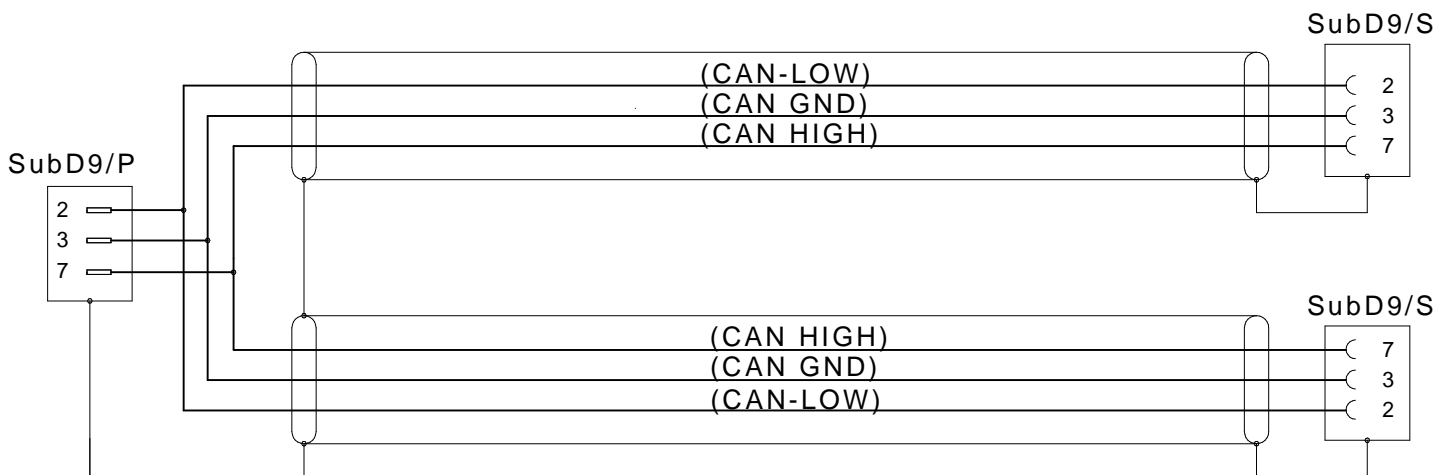 SubD9/S
(CAN-LOW) 2
(CAN GND) 3
(CAN HIGH) 7
SubD9/P
2
3
7
SubD9/S
(CAN HIGH) 7
(CAN GND) 3
(CAN-LOW) 2